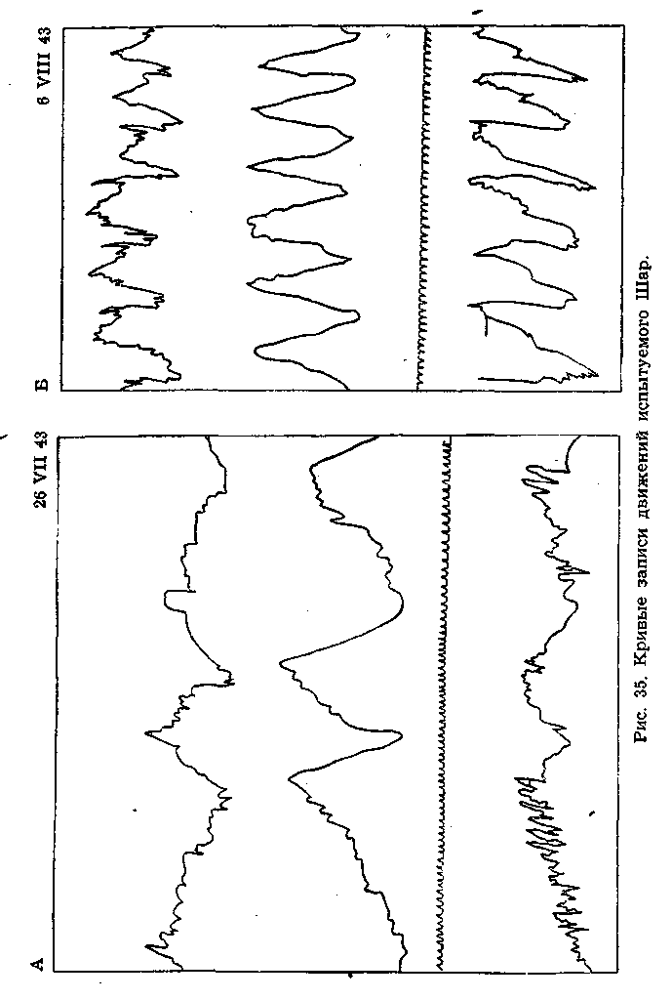 А
26 VII 43
Б
6 VIII 43
Рис. 35. Кривые записи движений испытуемого Шар.